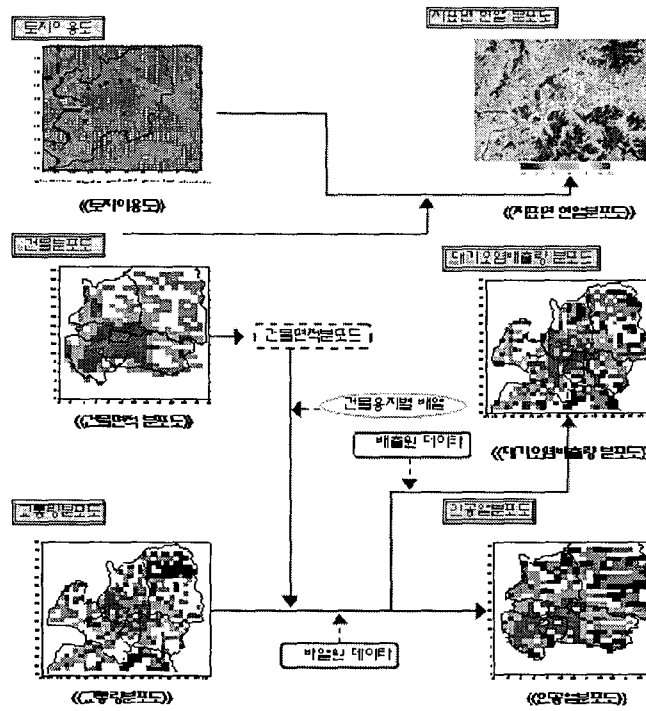 토지이용도
지표면 현열 분포도
《토지이용도》
《지표면 현열분포도》
건물분포도
대기오염배출량 분포도
건물면적분포도
건물용지별 배열
《건물면적 분포도》
배출원 데이타
《대기오염배출량 분포도》
교통량분포도
인공열분포도
배열원 데이타
《교통량분포도》
《인공열분포도》